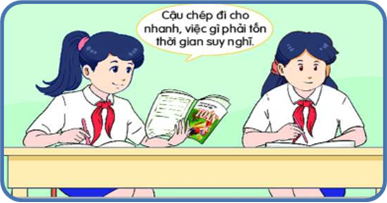 Cậu chép đi cho
nhanh, việc gì phải tốn
thời gian suy nghĩ.